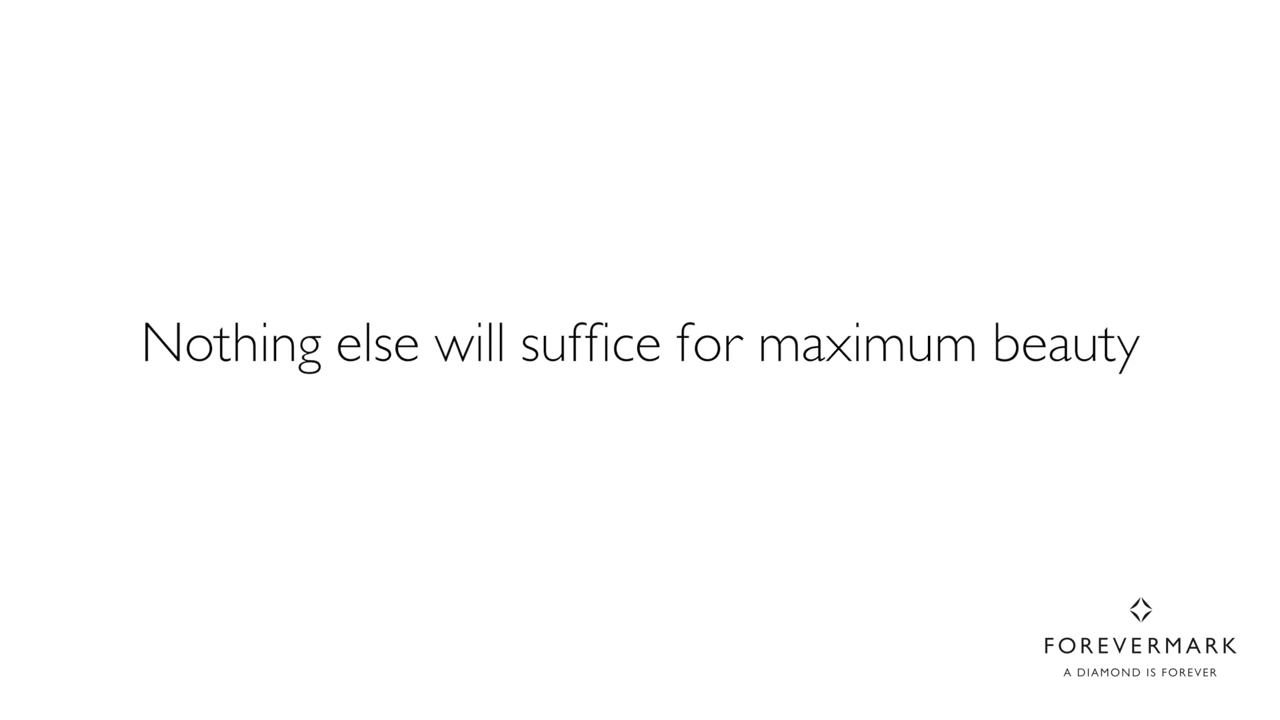 Nothing else will suffice for maximum beauty
FOREVERMARK
A DIAMOND IS FOREVER